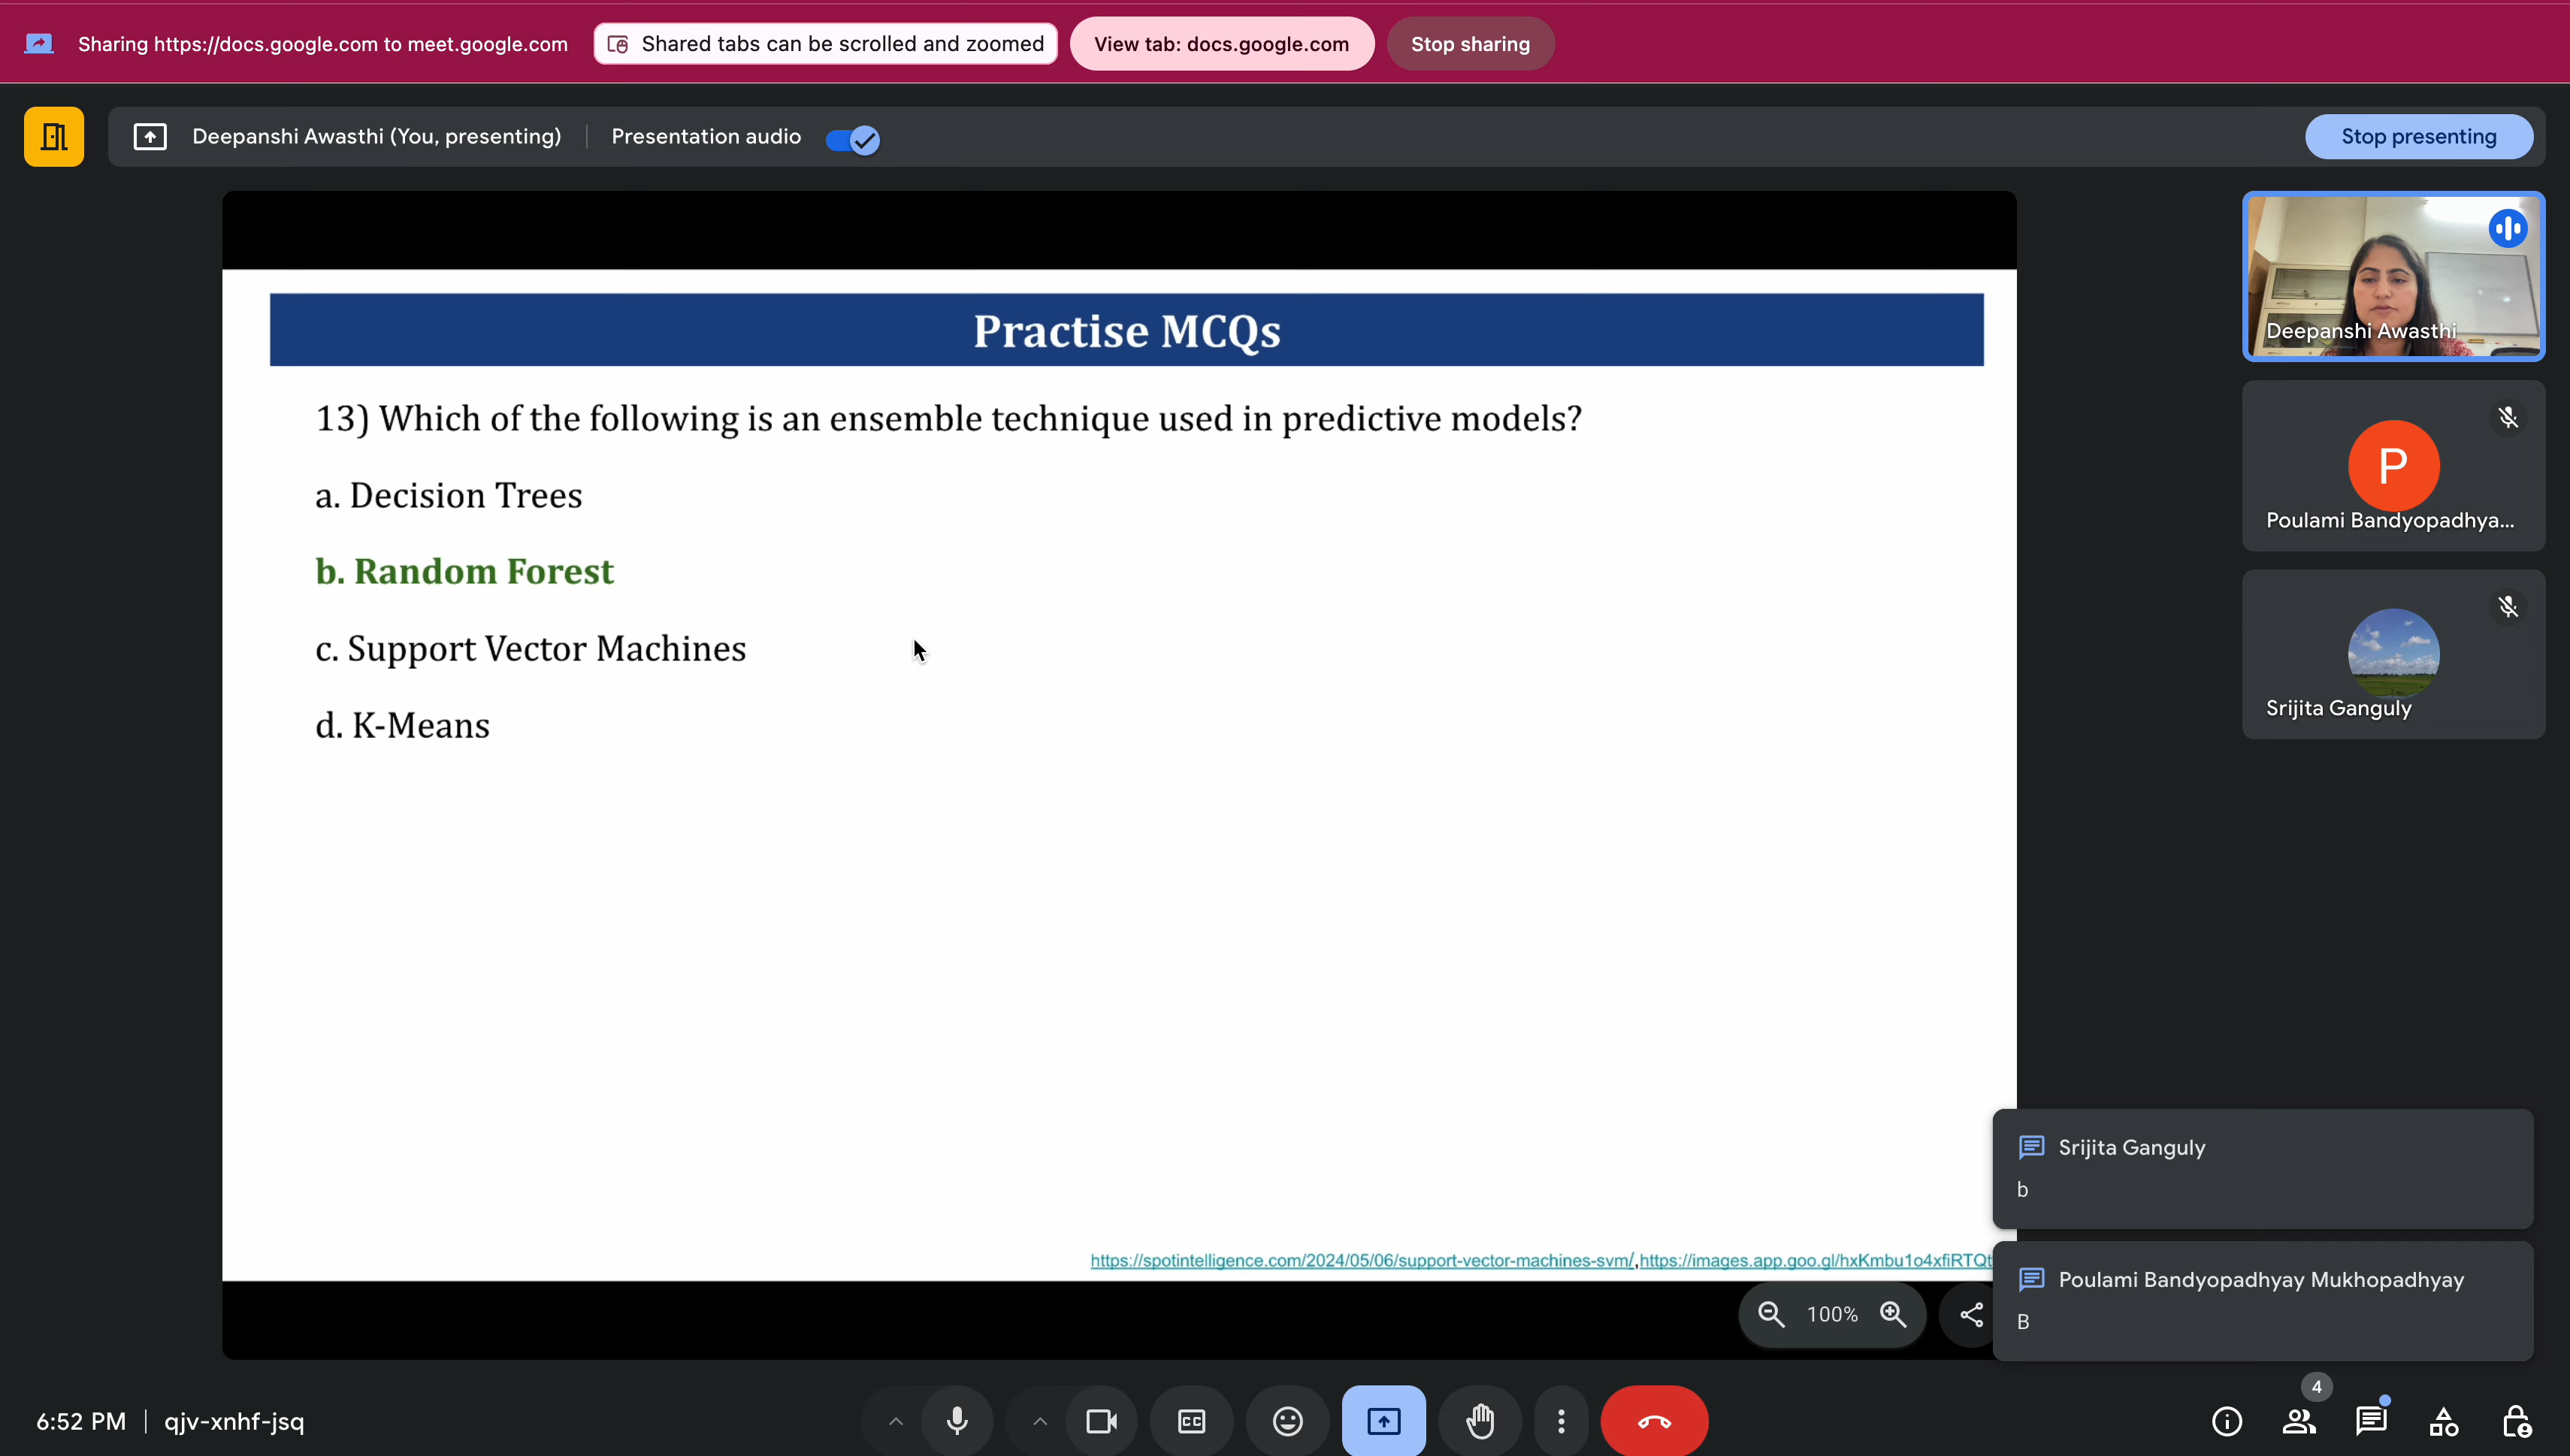 Sharing https://docs.google.com to meet.google.com
Shared tabs can be scrolled and zoomed
View tab: docs.google.com
Stop sharing
Deepanshi Awasthi (You, presenting)
Presentation audio
Stop presenting
Practise MCQs
13) Which of the following is an ensemble technique used in predictive models?
a. Decision Trees
b. Random Forest
c. Support Vector Machines
d. K-Means
https://spotintelligence.com/2024/05/06/support-vector-machines-svm/,https://images.app.goo.gl/hxKmbu1o4xfiRTQt
100%
Deepanshi Awasthi
P
Poulami Bandyopadhya...
Srijita Ganguly
Srijita Ganguly
b
Poulami Bandyopadhyay Mukhopadhyay
B
6:52 PM
qjv-xnhf-jsq
CC
4